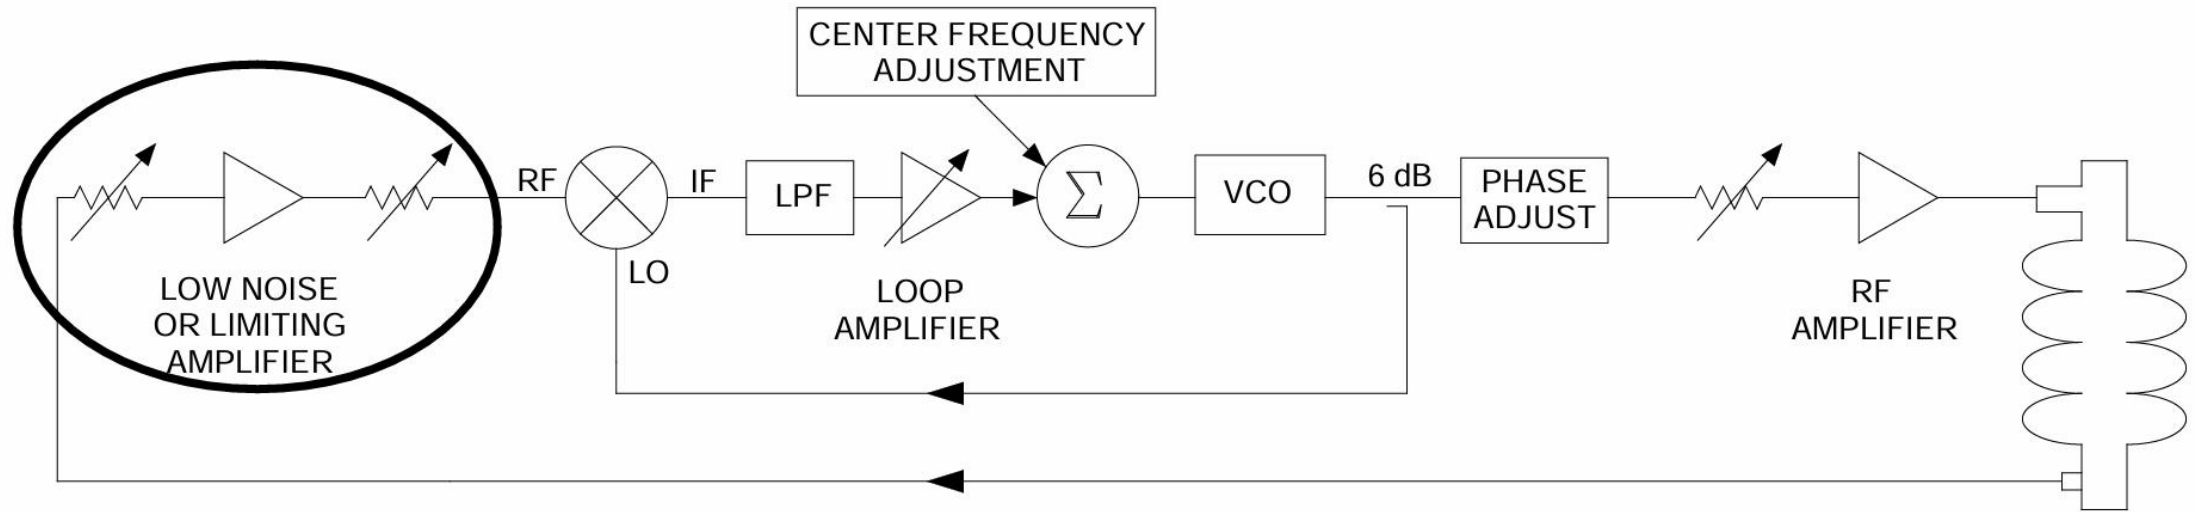 CENTER FREQUENCY
ADJUSTMENT
RF
IF
LPF
Σ
VCO
6 dB
PHASE
ADJUST
LO
LOW NOISE
OR LIMITING
AMPLIFIER
LOOP
AMPLIFIER
RF
AMPLIFIER